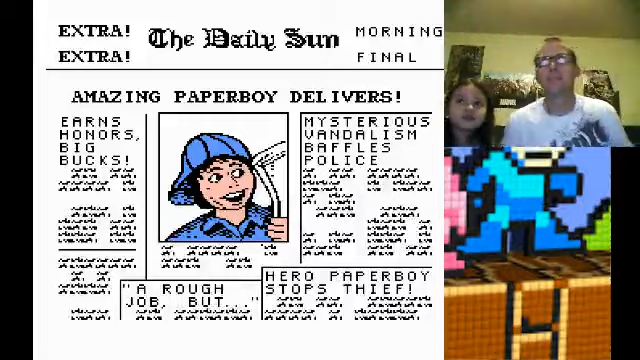 EXTRA!
EXTRA!
The Daily Sun
MORNING
FINAL
AMAZING PAPERBOY DELIVERS!
EARNS
HONORS,
BIG
BUCKS!
MYSTERIOUS
VANDALISM
BAFFLES
POLICE
"A ROUGH
JOB, BUT..."
HERO PAPERBOY
STOPS THIEF!
MARVEL